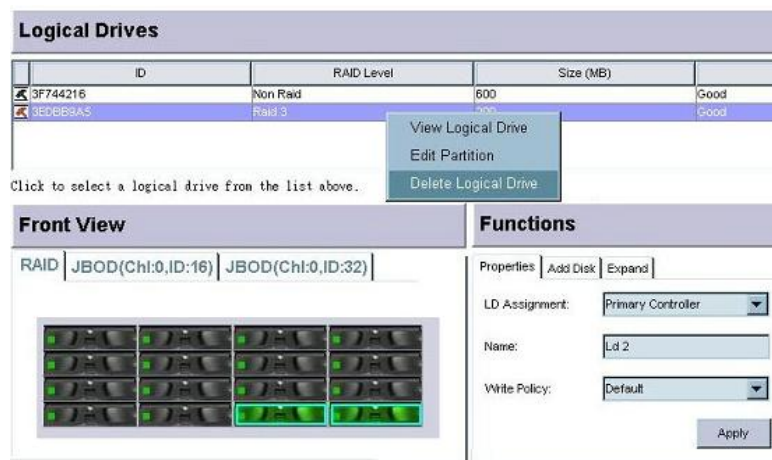 Logical Drives
ID RAID Level Size (MB)
3F744216 Non Raid 600 Good
3EDBB9A5 Raid 3 200 Good
View Logical Drive
Edit Partition
Delete Logical Drive
Click to select a logical drive from the list above.
Front View
RAID JBOD(Chl:0,ID:16) JBOD(Chl:0,ID:32)
Functions
Properties Add Disk Expand
LD Assignment: Primary Controller
Name: Ld 2
Write Policy: Default
Apply